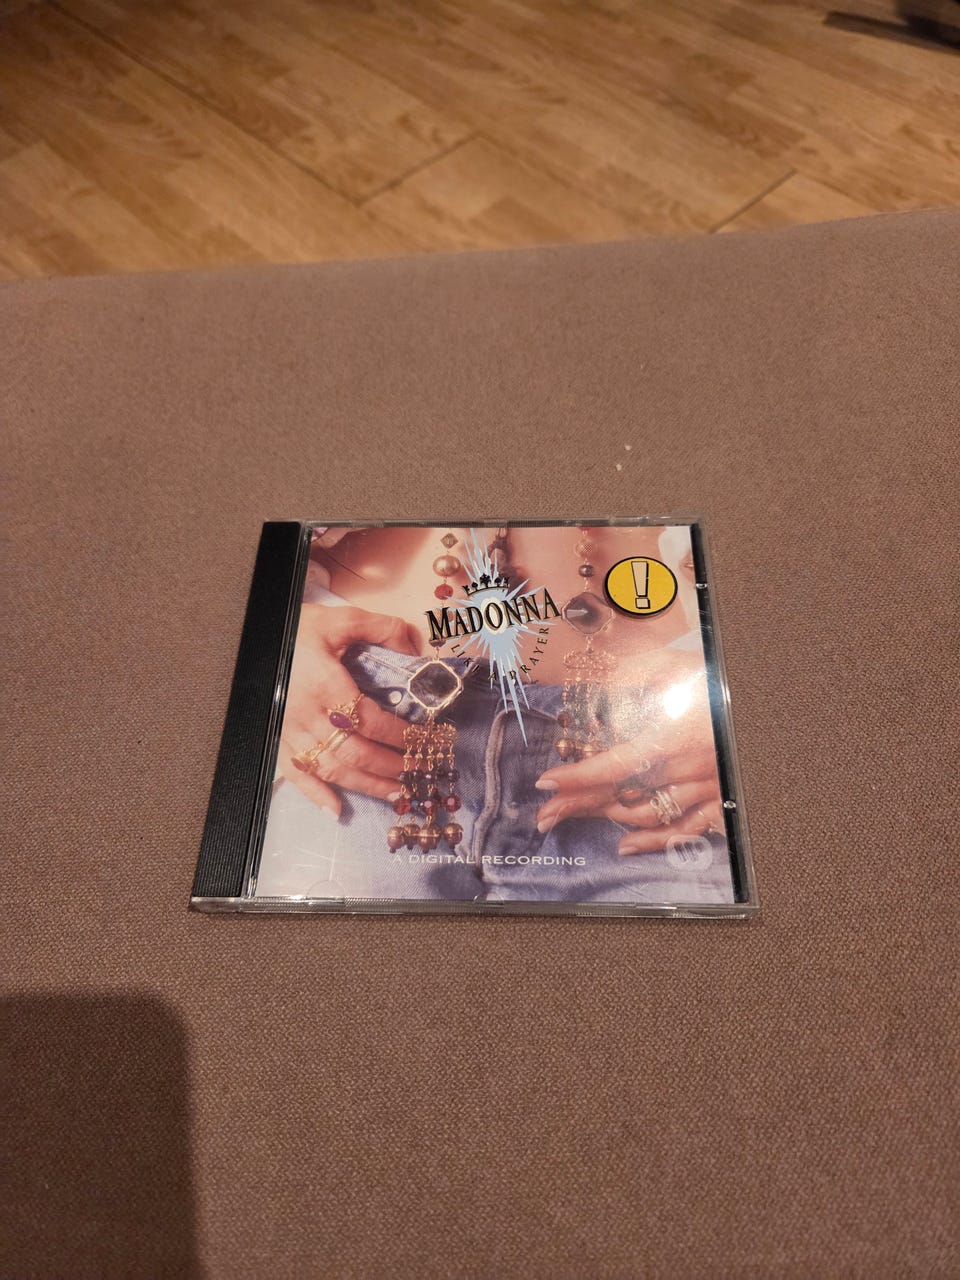 MADONNA
LIKE A PRAYER
!
A DIGITAL RECORDING